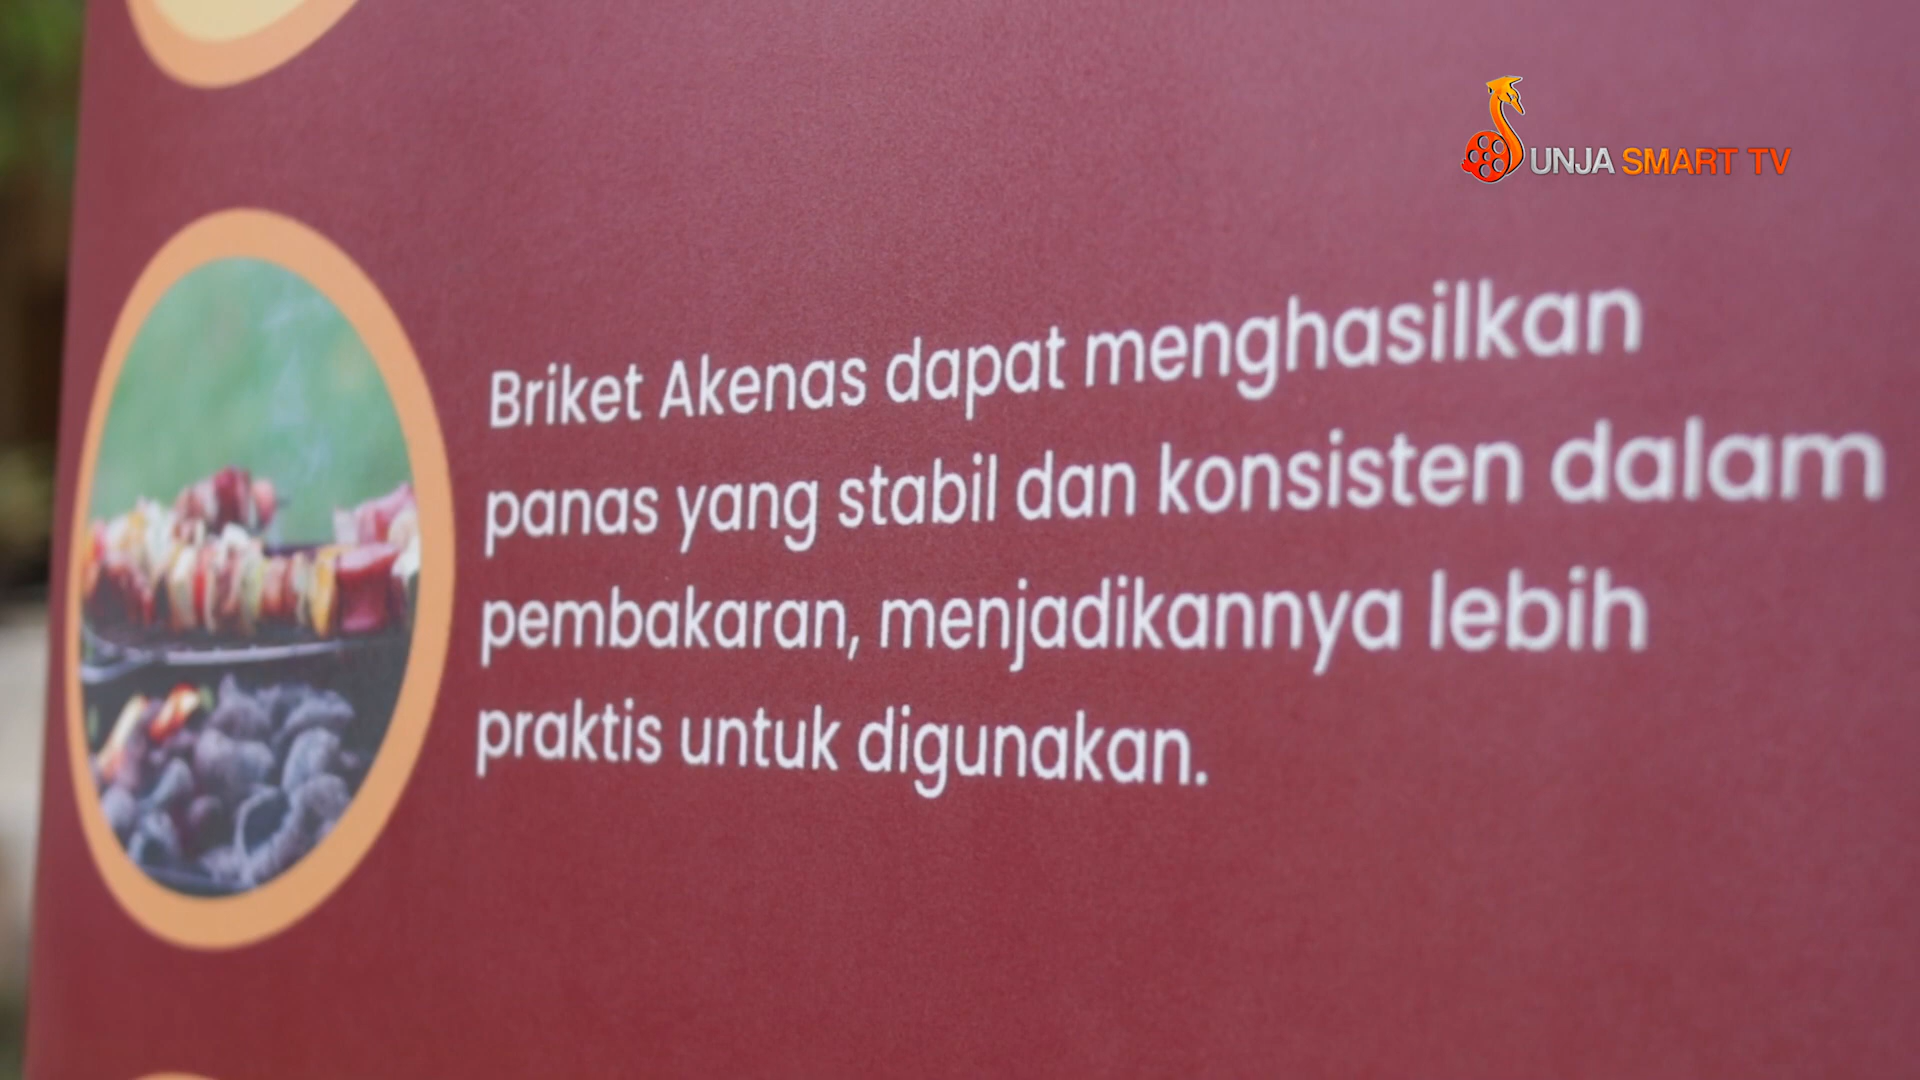 UNJA SMART TV
Briket Akenas dapat menghasilkan
panas yang stabil dan konsisten dalam
pembakaran, menjadikannya lebih
praktis untuk digunakan.